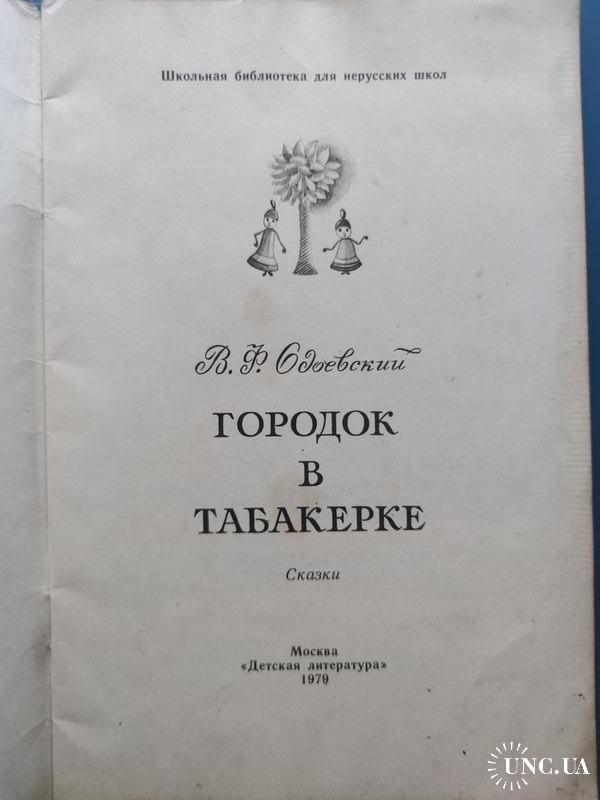 Школьная библиотека для нерусских школ
В. Ф. Одоевский
ГОРОДОК
В
ТАБАКЕРКЕ
Сказки
Москва
«Детская литература»
1979
UNC.UA